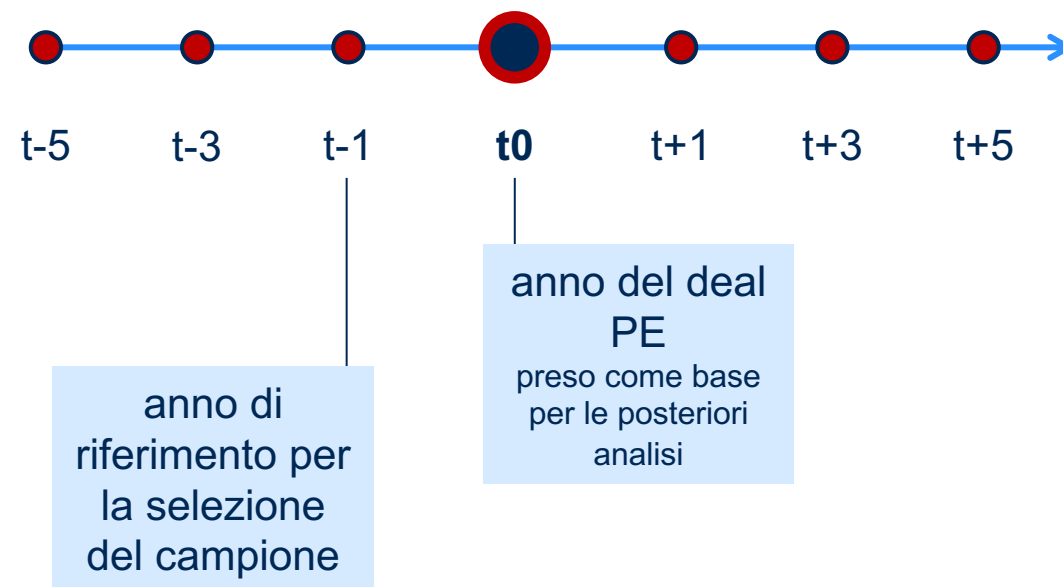 t-5 t-3 t-1 t0 t+1 t+3 t+5
anno del deal
PE
preso come base
per le posteriori
analisi
anno di
riferimento per
la selezione
del campione